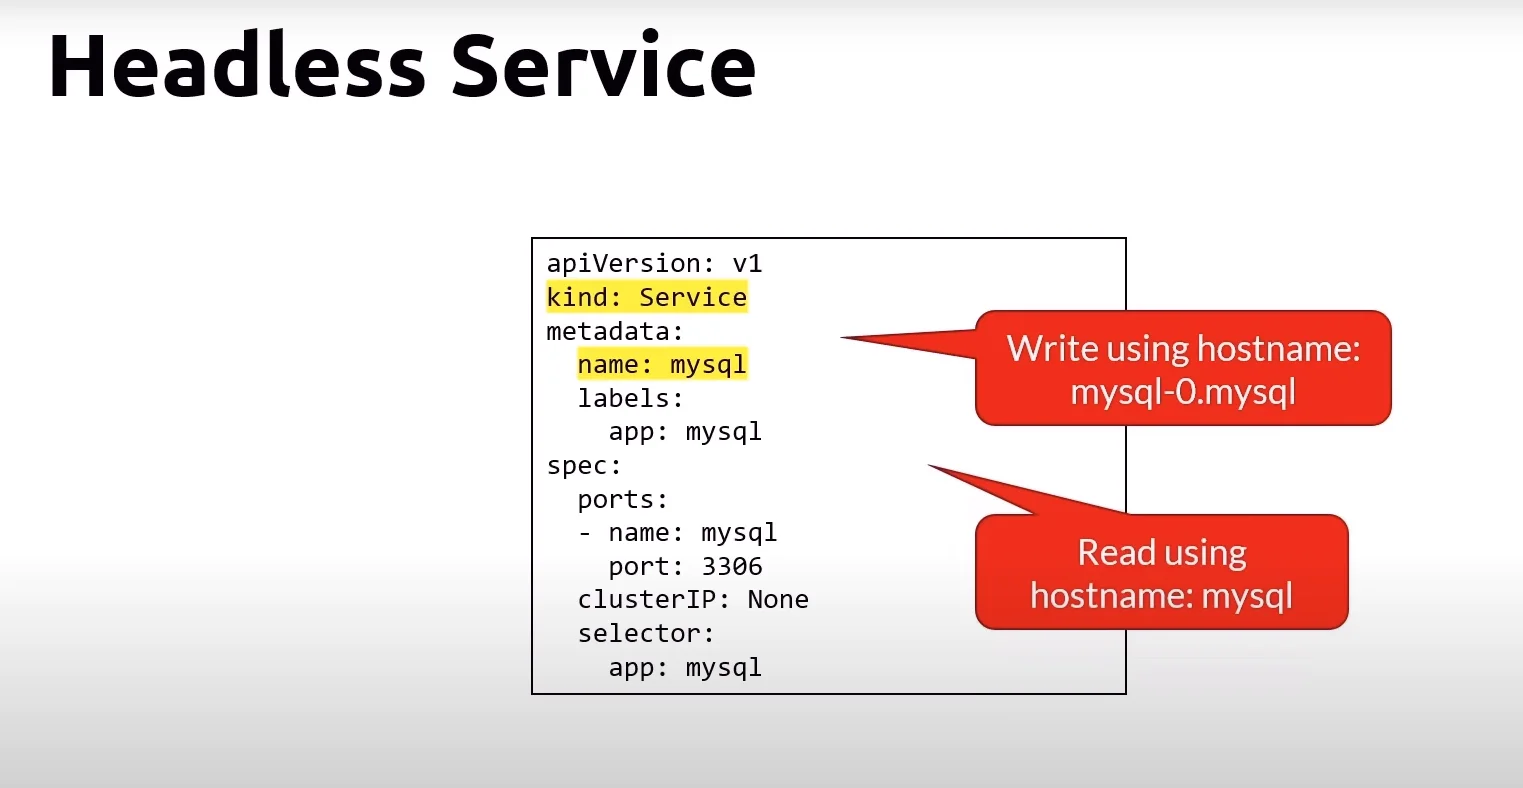 Headless Service
apiVersion: v1
kind: Service
metadata:
  name: mysql
  labels:
    app: mysql
spec:
  ports:
  - name: mysql
    port: 3306
  clusterIP: None
  selector:
    app: mysql
Write using hostname:
mysql-0.mysql
Read using
hostname: mysql